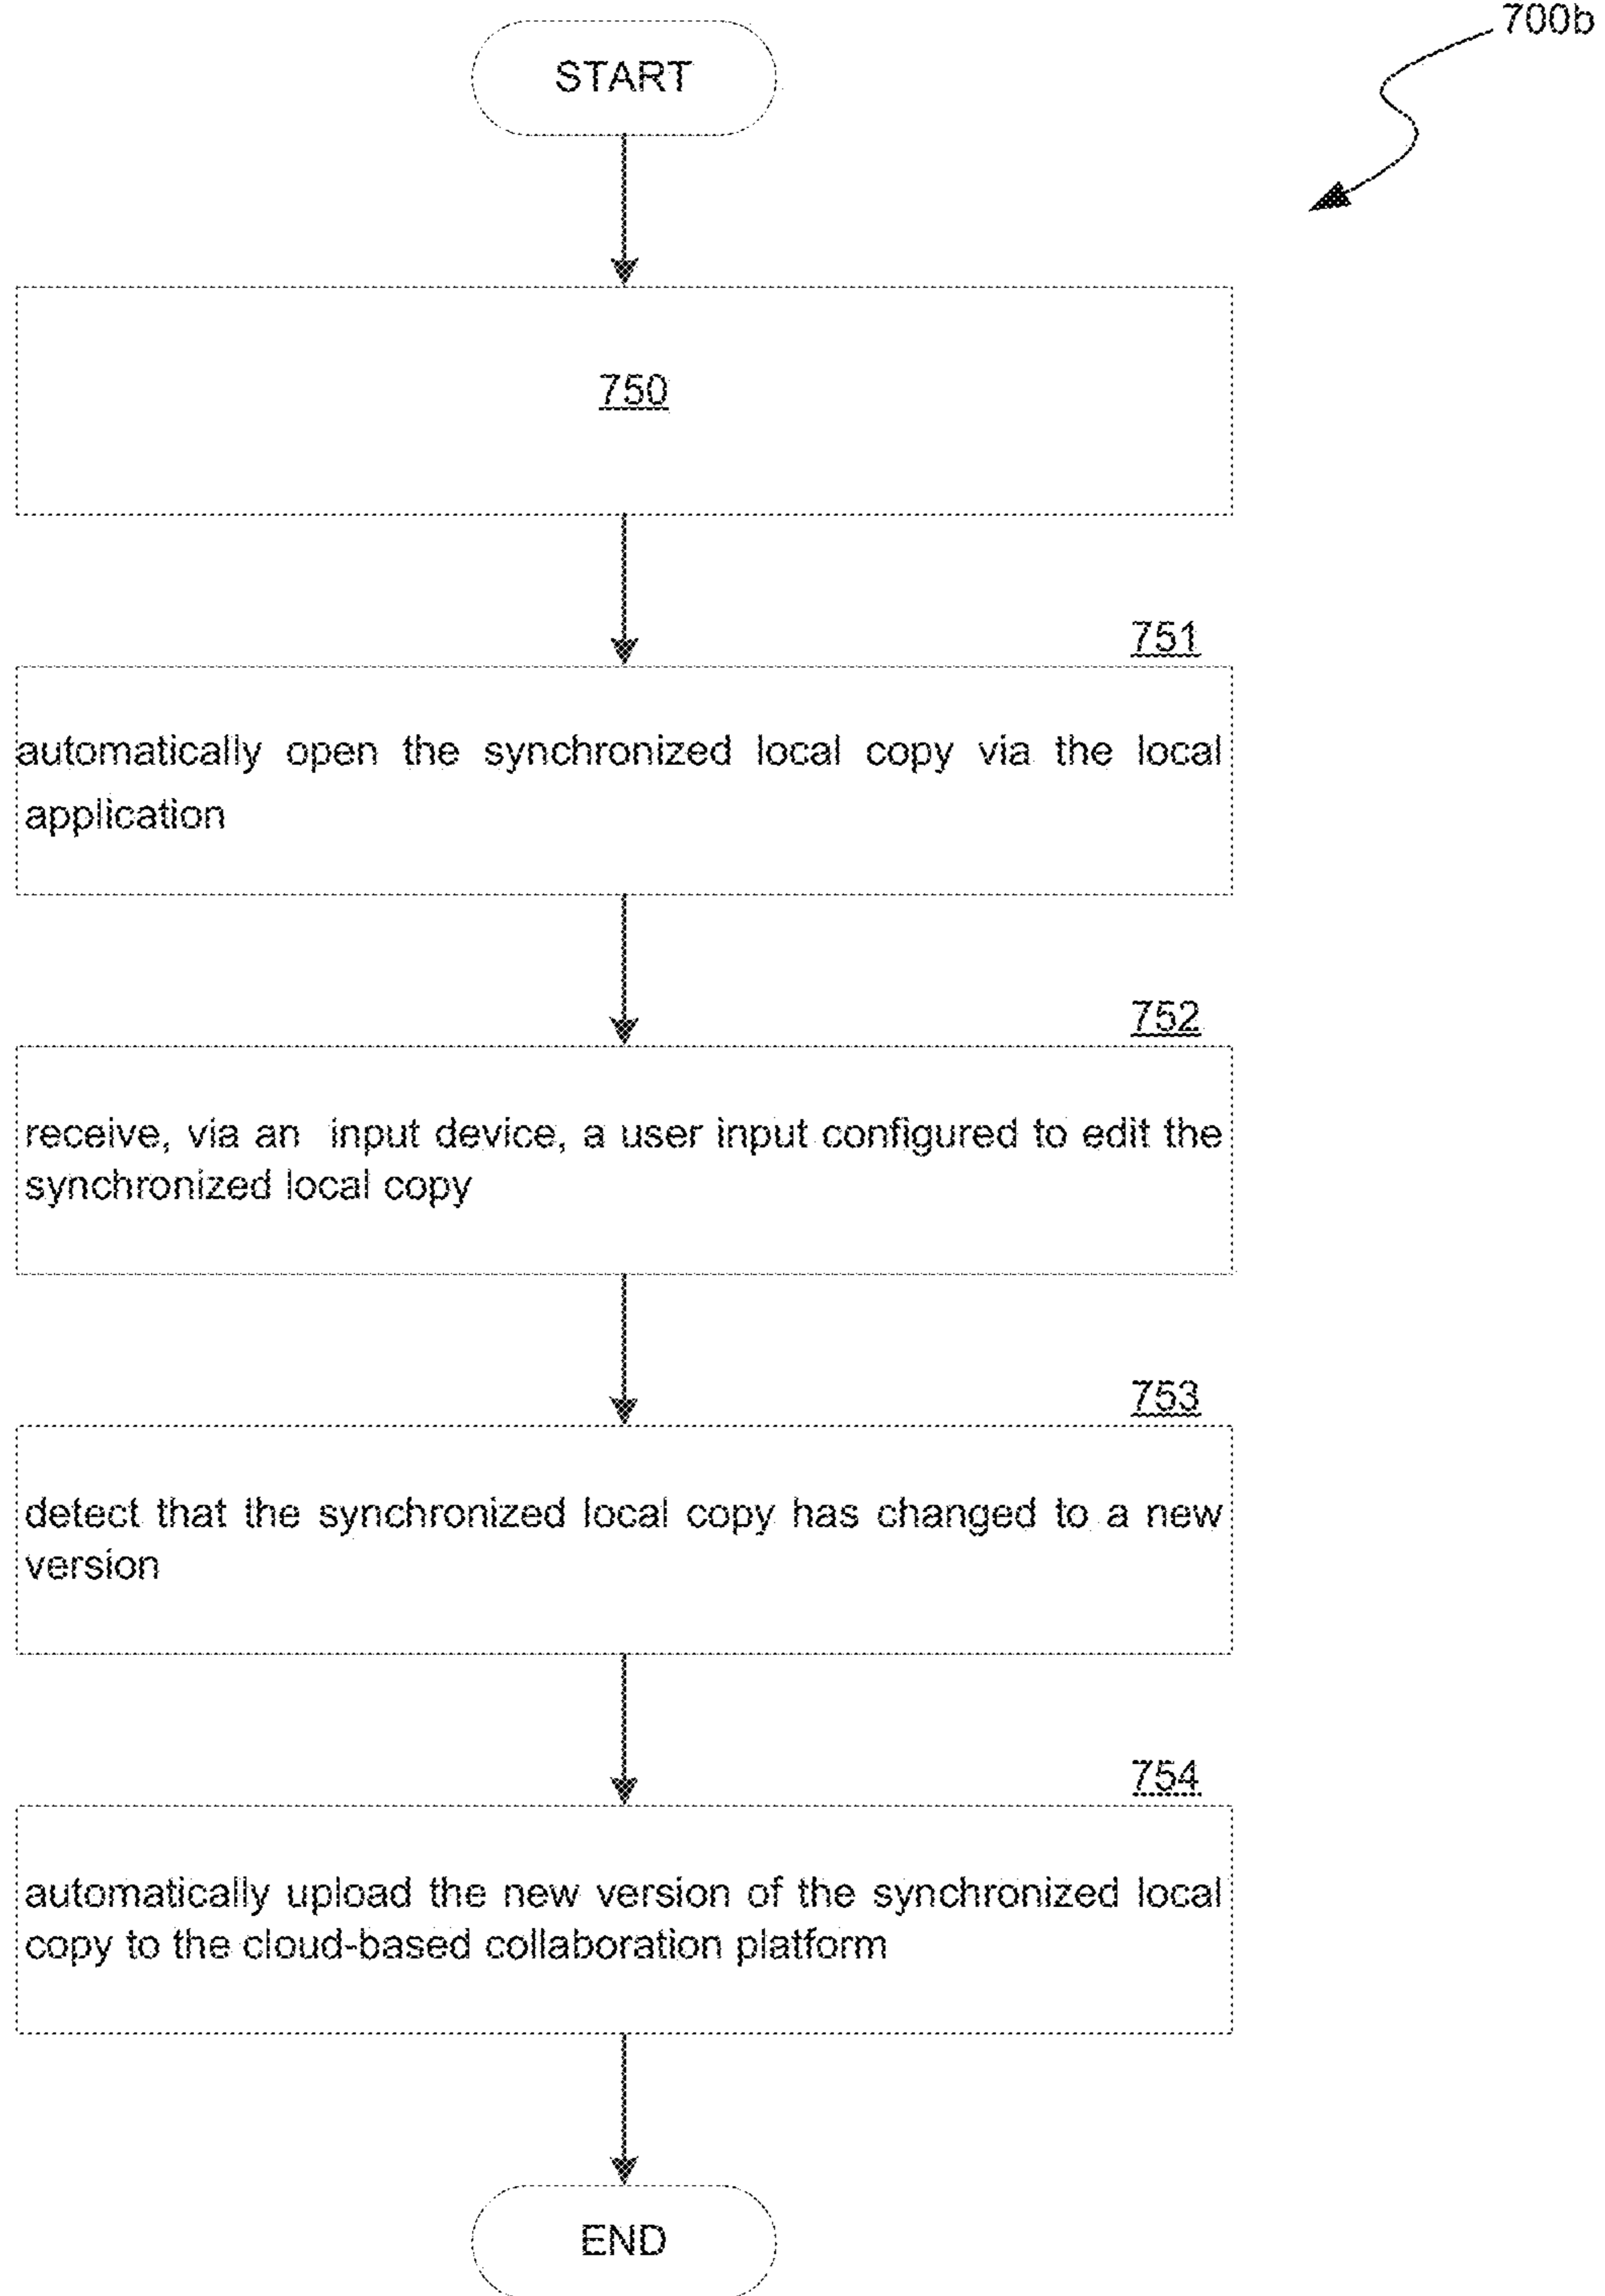 700b
START
750
751
automatically open the synchronized local copy via the local
application
752
receive, via an input device, a user input configured to edit the
synchronized local copy
753
detect that the synchronized local copy has changed to a new
version
754
automatically upload the new version of the synchronized local
copy to the cloud-based collaboration platform
END